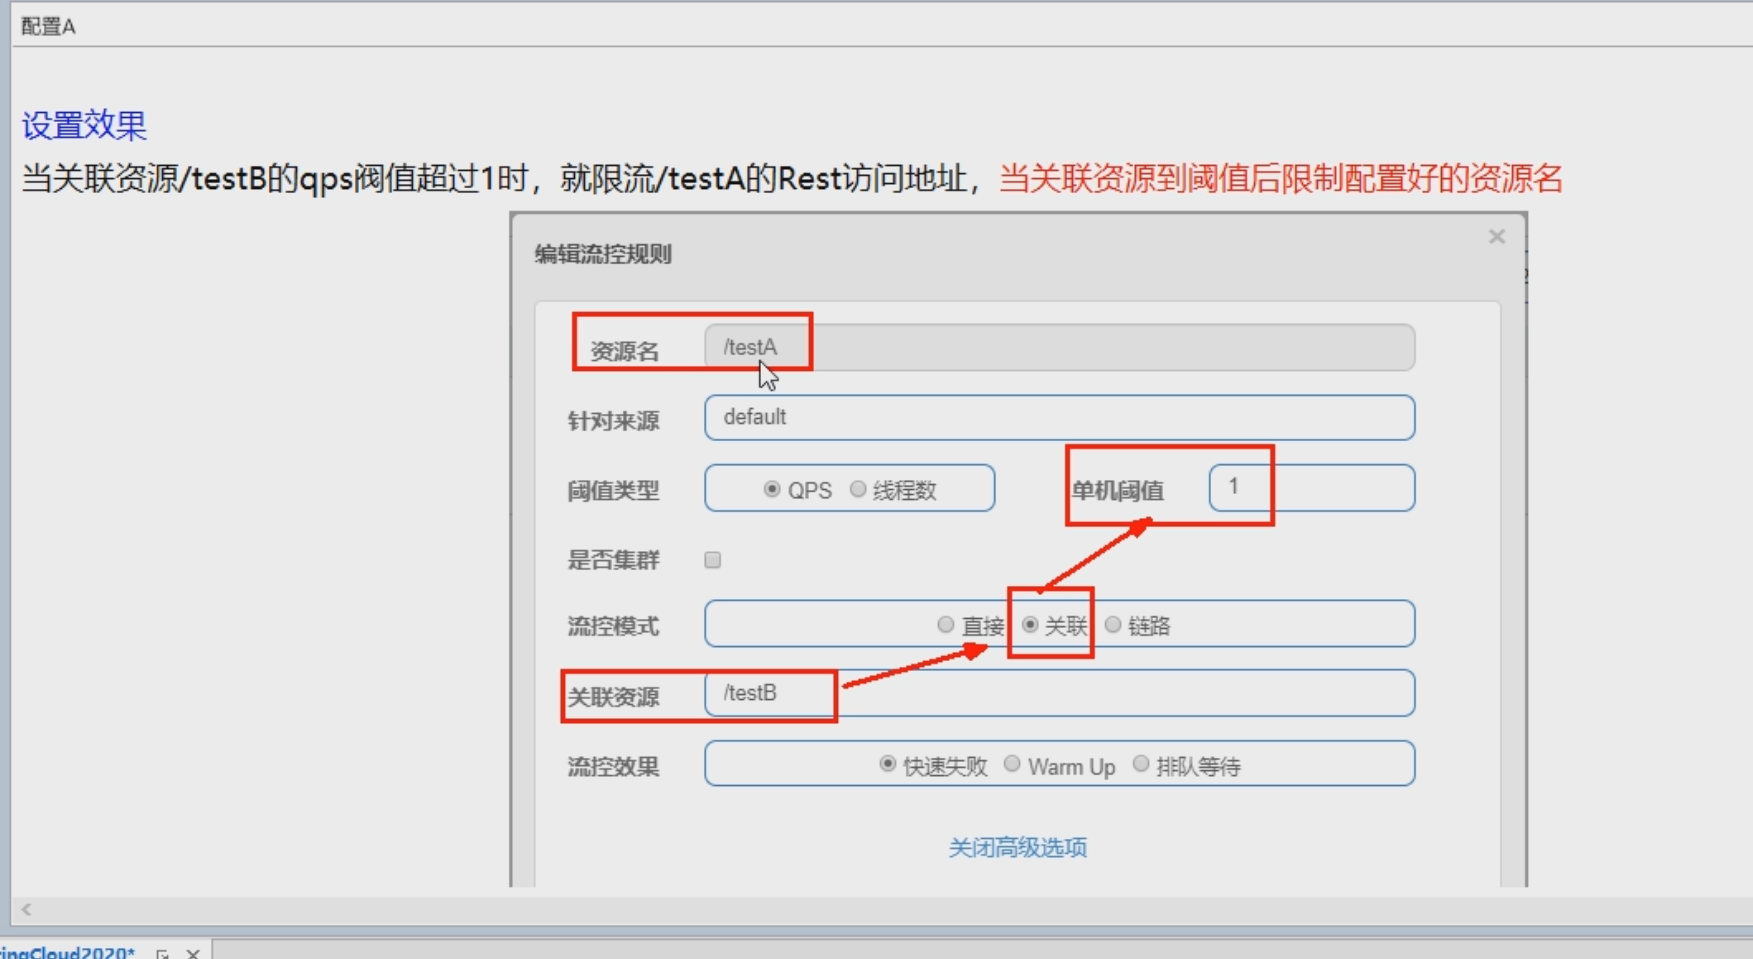 配置A
设置效果
当关联资源/testB的qps阀值超过1时，就限流/testA的Rest访问地址，当关联资源到阈值后限制配置好的资源名
编辑流控规则
×
资源名 /testA
针对来源 default
阈值类型 QPS 线程数 单机阈值 1
是否集群
流控模式 直接 关联 链路
关联资源 /testB
流控效果 快速失败 Warm Up 排队等待
关闭高级选项
ingCloud2020*